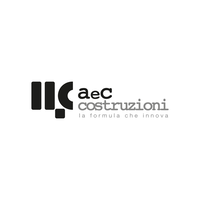 aeC
costruzioni
la formula che innova